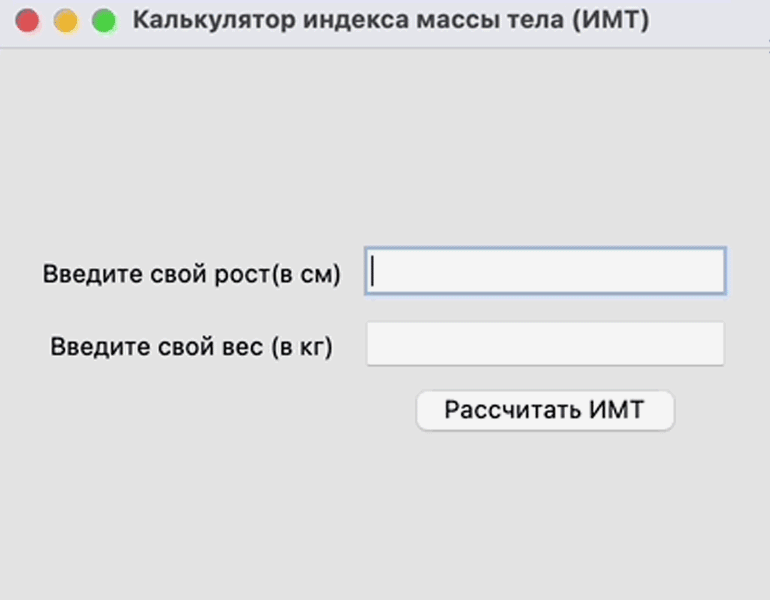 Калькулятор индекса массы тела (ИМТ)
Введите свой рост(в см)
Введите свой вес (в кг)
Рассчитать ИМТ